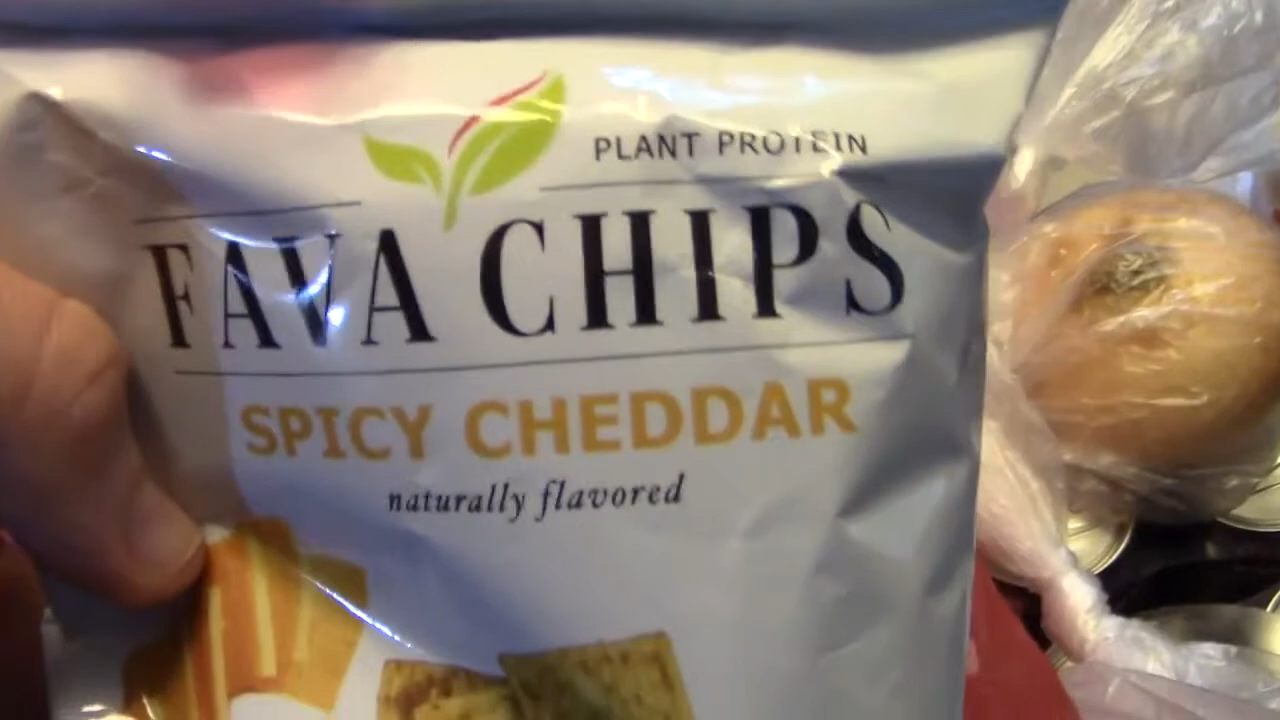 PLANT PROTEIN
FAVA CHIPS
SPICY CHEDDAR
naturally flavored